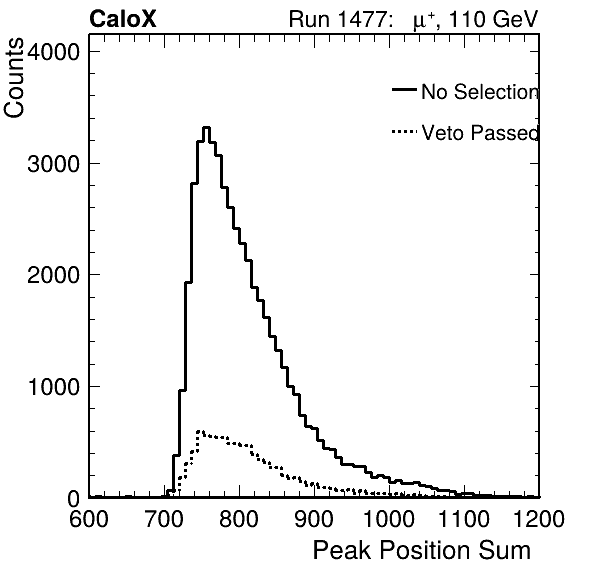 CaloX Run 1477: μ⁺, 110 GeV
Counts
4000
3000
2000
1000
0
No Selection
Veto Passed
600 700 800 900 1000 1100 1200
Peak Position Sum